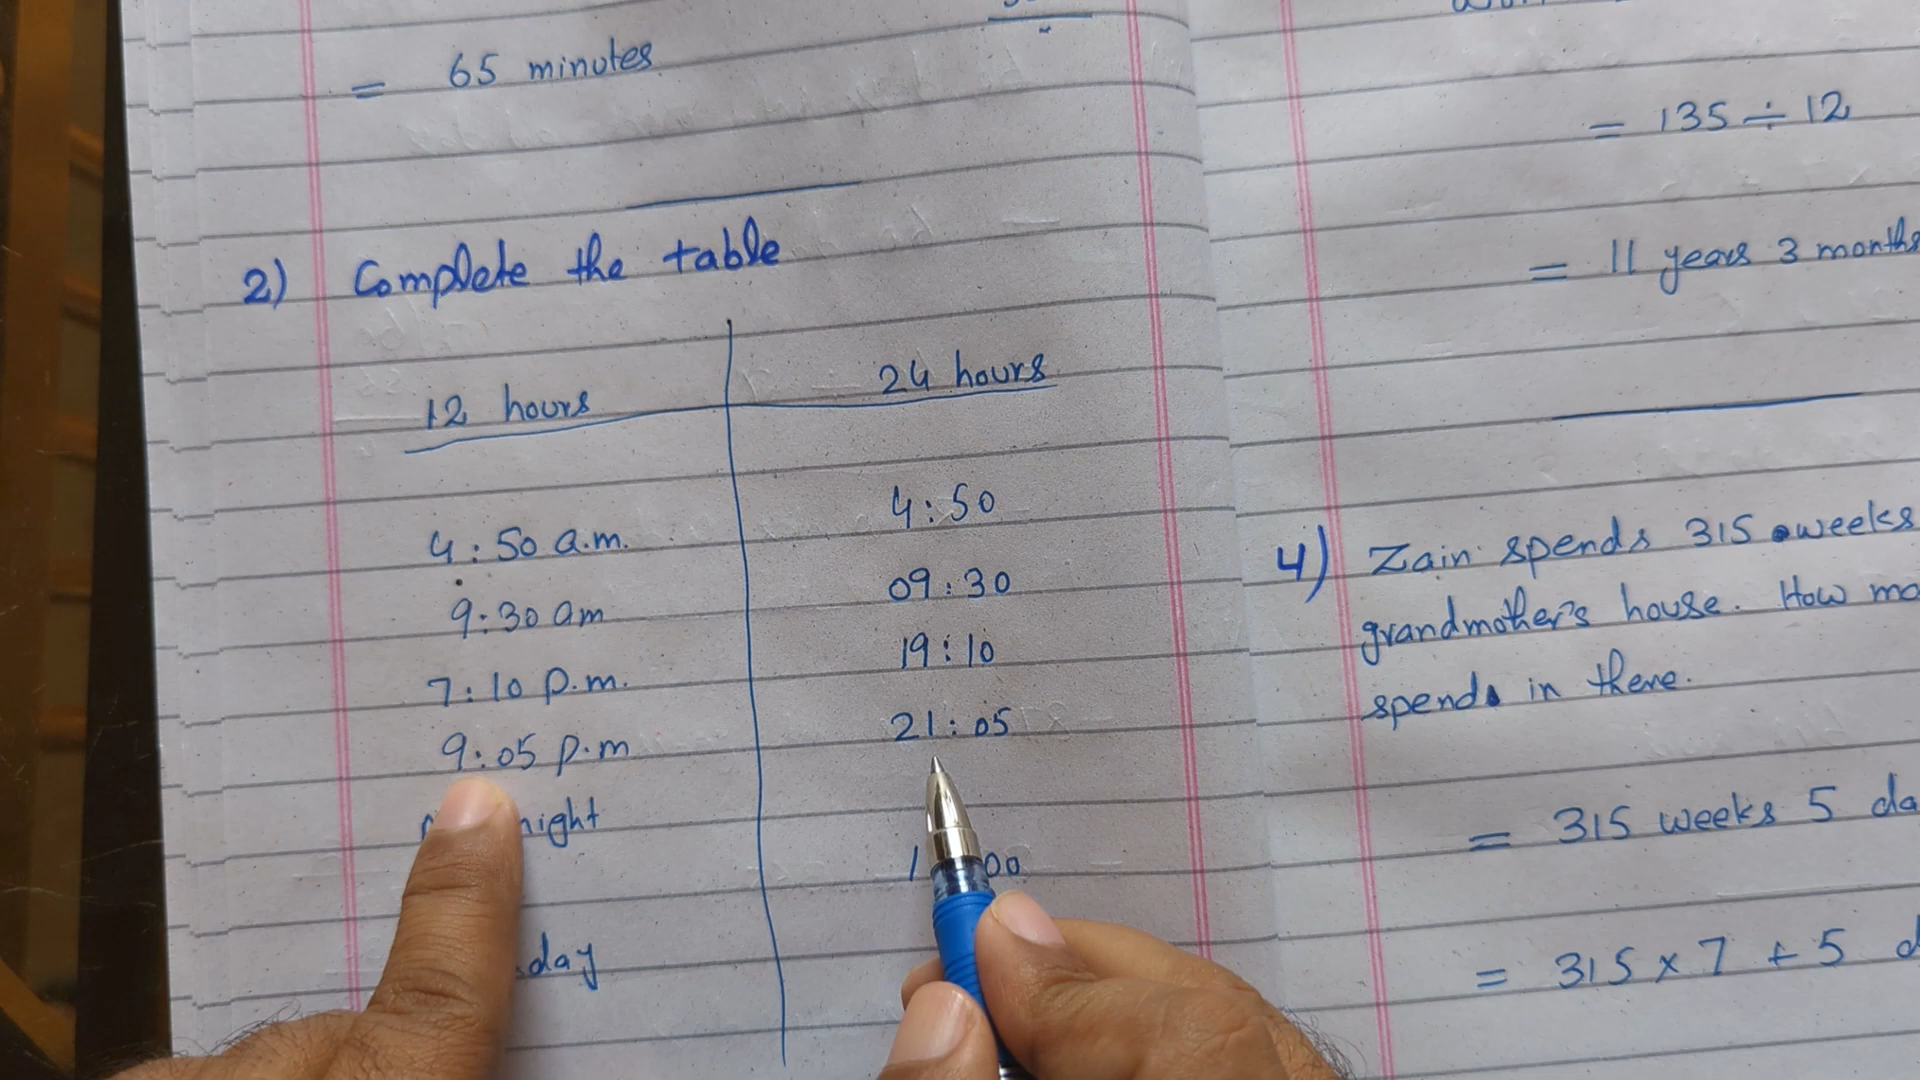 = 65 minutes
2) Complete the table
12 hours 24 hours
4:50 a.m. 4:50
9:30 am 09:30
7:10 p.m. 19:10
9:05 p.m 21:05
= 135 ÷ 12
= 11 years 3 months
4) Zain spends 315 weeks
grandmother's house. How
spends in there.
= 315 weeks 5
= 315 x 7 + 5